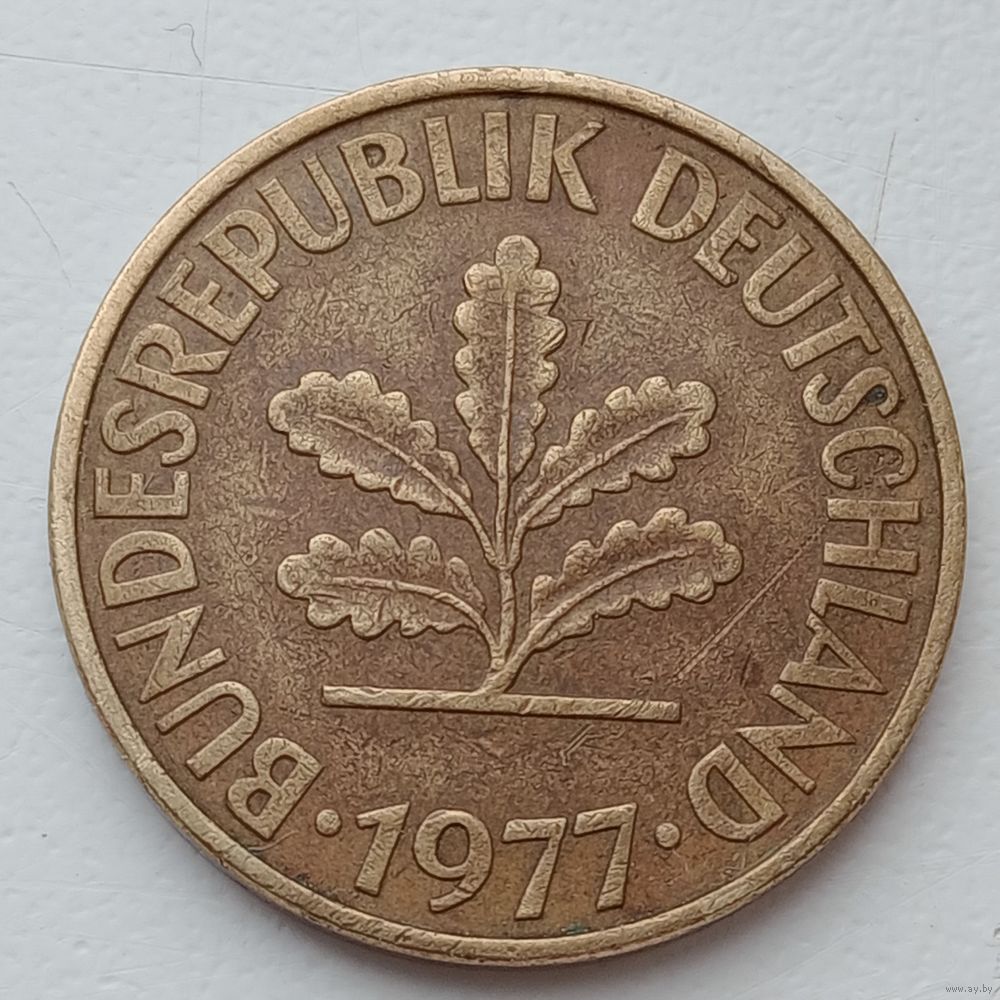 BUNDESREPUBLIK DEUTSCHLAND
· 1977 ·
www.ay.by